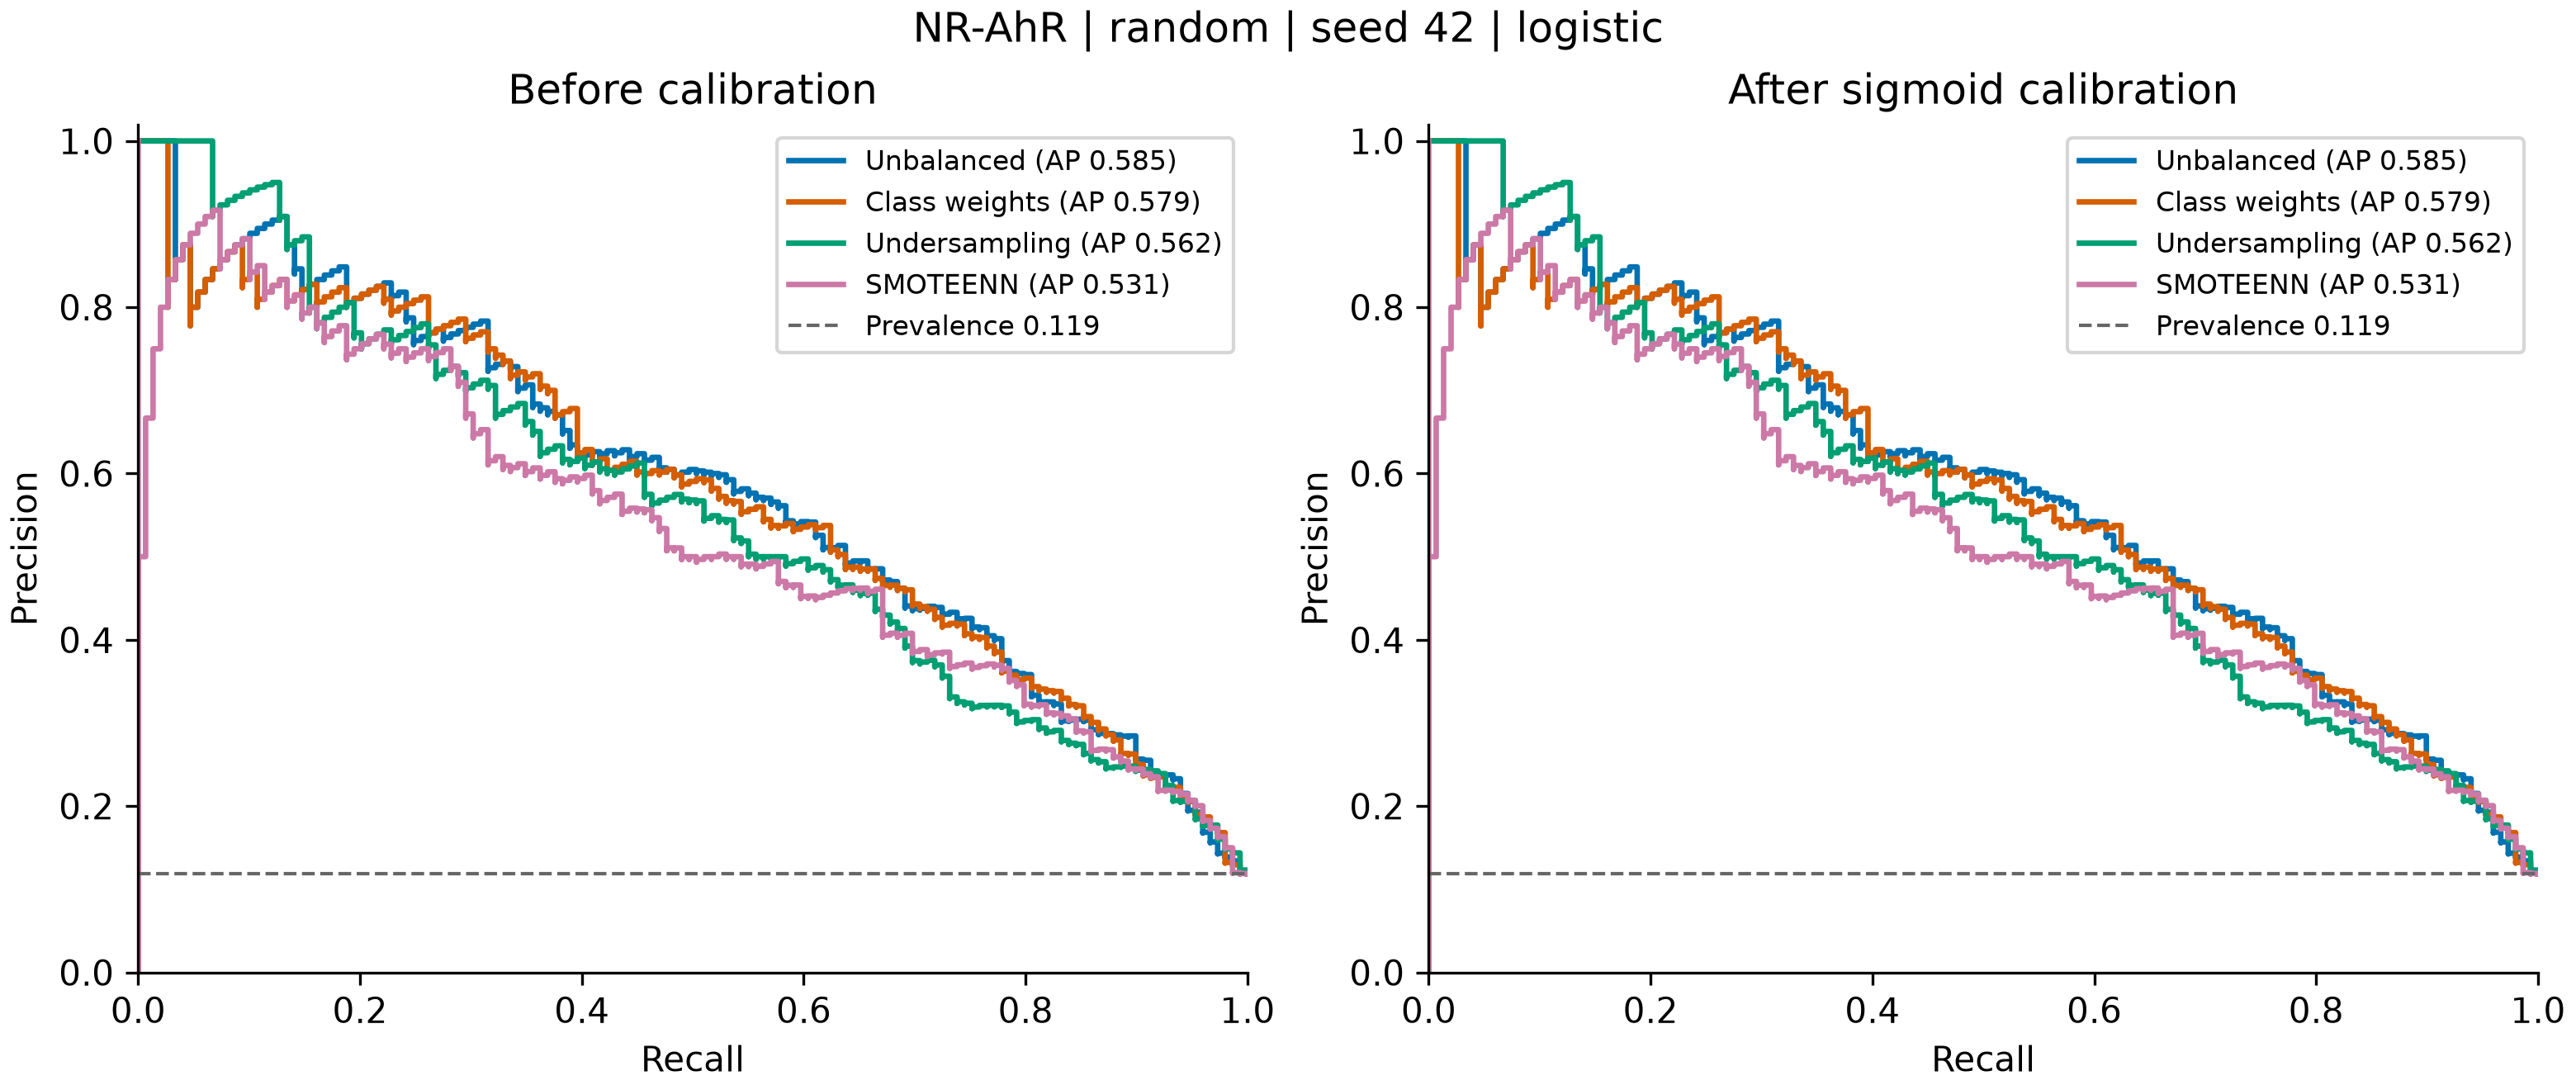 NR-AhR | random | seed 42 | logistic
Before calibration
1.0
0.8
0.6
0.4
0.2
0.0
Precision
Unbalanced (AP 0.585)
Class weights (AP 0.579)
Undersampling (AP 0.562)
SMOTEENN (AP 0.531)
Prevalence 0.119
0.0 0.2 0.4 0.6 0.8 1.0
Recall
After sigmoid calibration
1.0
0.8
0.6
0.4
0.2
0.0
Precision
Unbalanced (AP 0.585)
Class weights (AP 0.579)
Undersampling (AP 0.562)
SMOTEENN (AP 0.531)
Prevalence 0.119
0.0 0.2 0.4 0.6 0.8 1.0
Recall